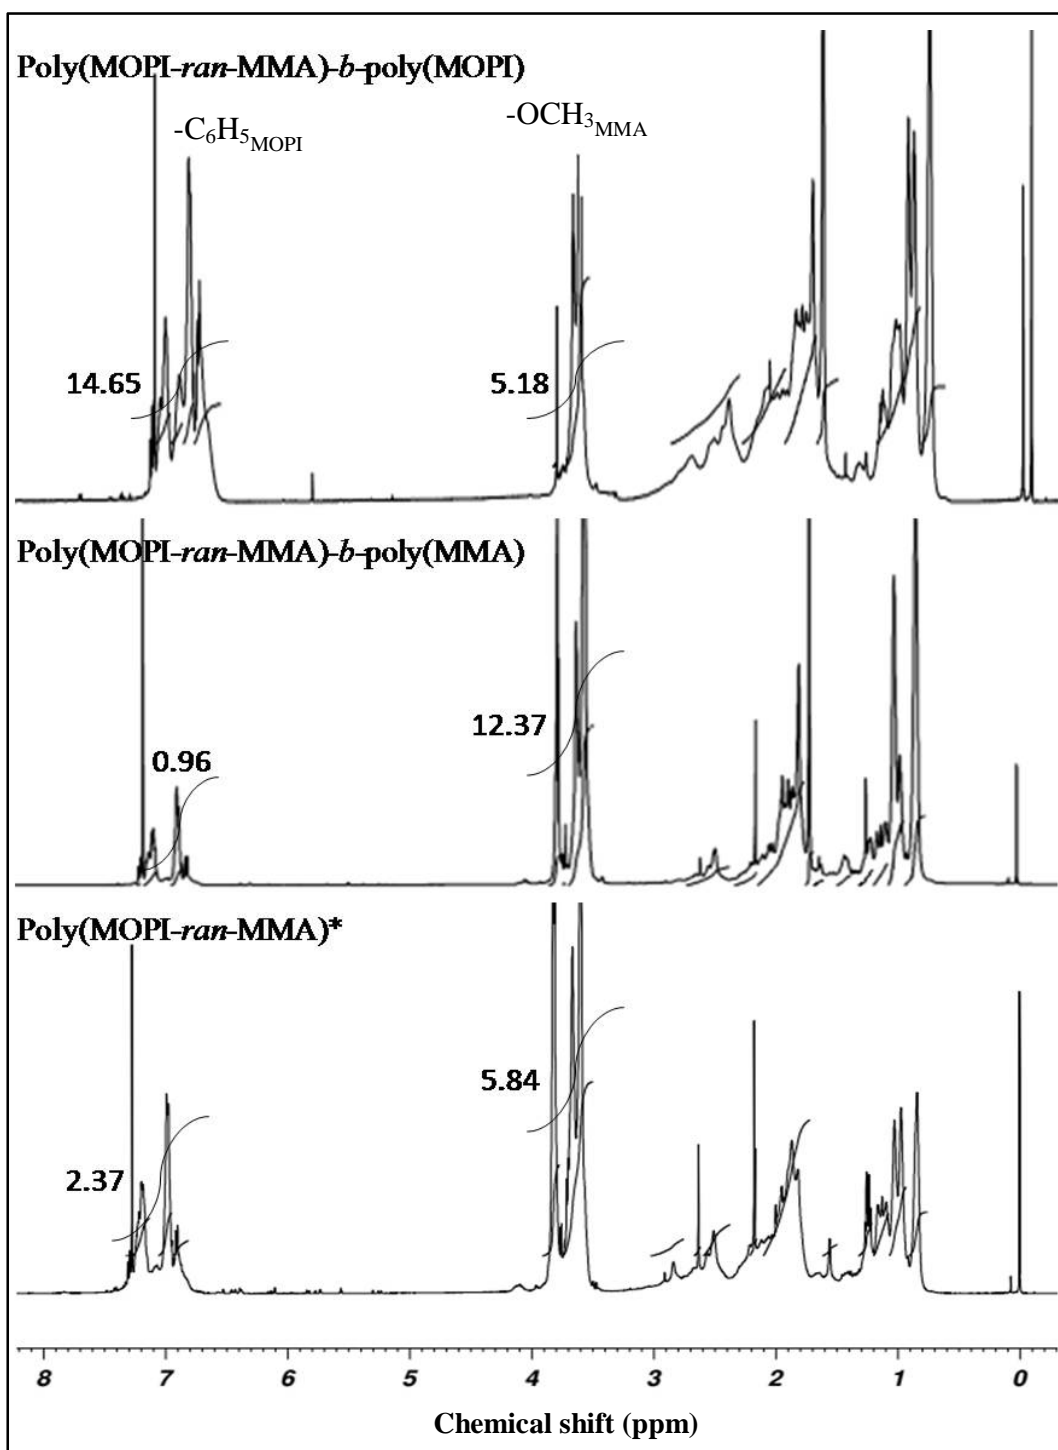 Poly(MOPI-ran-MMA)-b-poly(MOPI)
-C₆H₅MOPI
-OCH₃MMA
14.65
5.18
Poly(MOPI-ran-MMA)-b-poly(MMA)
12.37
0.96
Poly(MOPI-ran-MMA)*
5.84
2.37
8 7 6 5 4 3 2 1 0
Chemical shift (ppm)